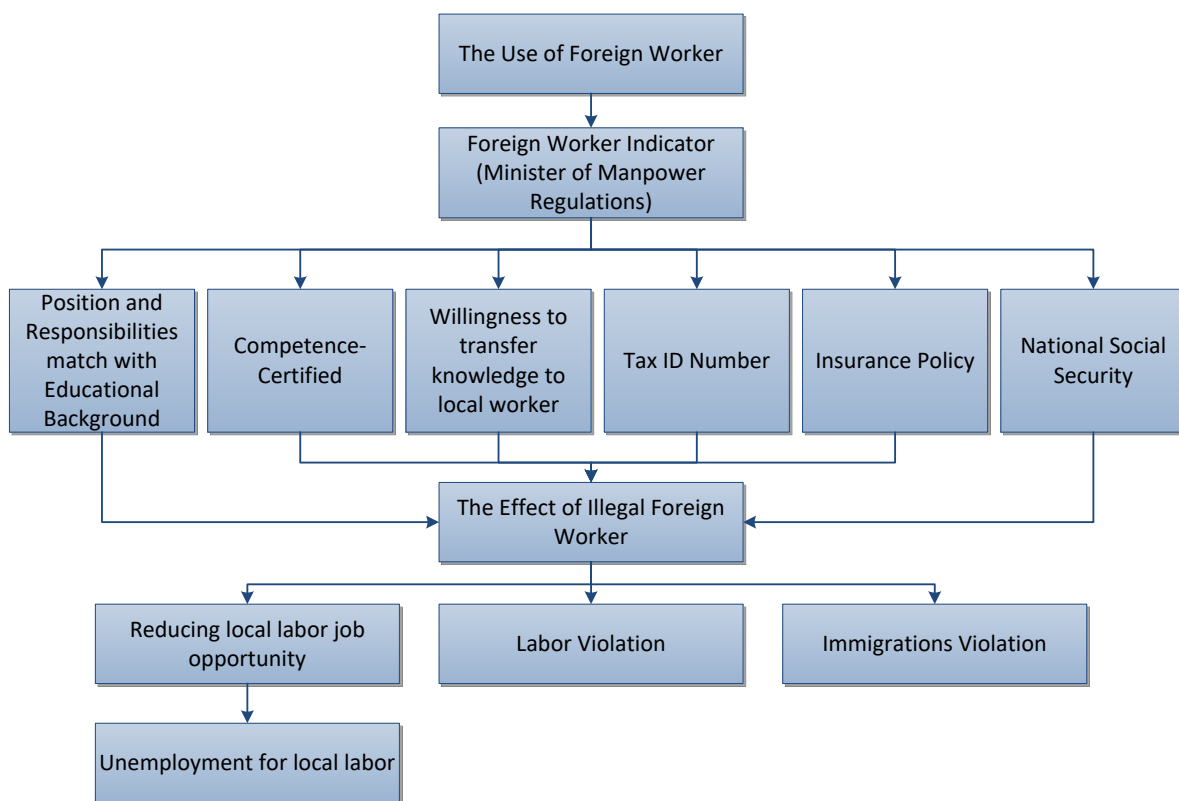 The Use of Foreign Worker
Foreign Worker Indicator
(Minister of Manpower
Regulations)
Position and
Responsibilities
match with
Educational
Background
Competence-
Certified
Willingness to
transfer
knowledge to
local worker
Tax ID Number
Insurance Policy
National Social
Security
The Effect of Illegal Foreign
Worker
Reducing local labor job
opportunity
Labor Violation
Immigrations Violation
Unemployment for local labor